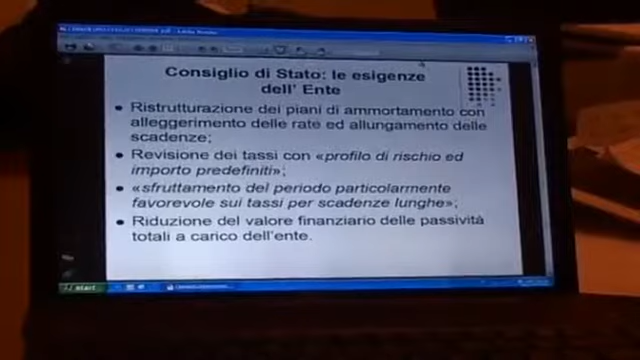 Consiglio di Stato: le esigenze
dell' Ente
• Ristrutturazione dei piani di ammortamento con
alleggerimento delle rate ed allungamento delle
scadenze;
• Revisione dei tassi con «profilo di rischio ed
importo predefiniti»;
• «sfruttamento del periodo particolarmente
favorevole sui tassi per scadenze lunghe»;
• Riduzione del valore finanziario delle passività
totali a carico dell'ente.
start